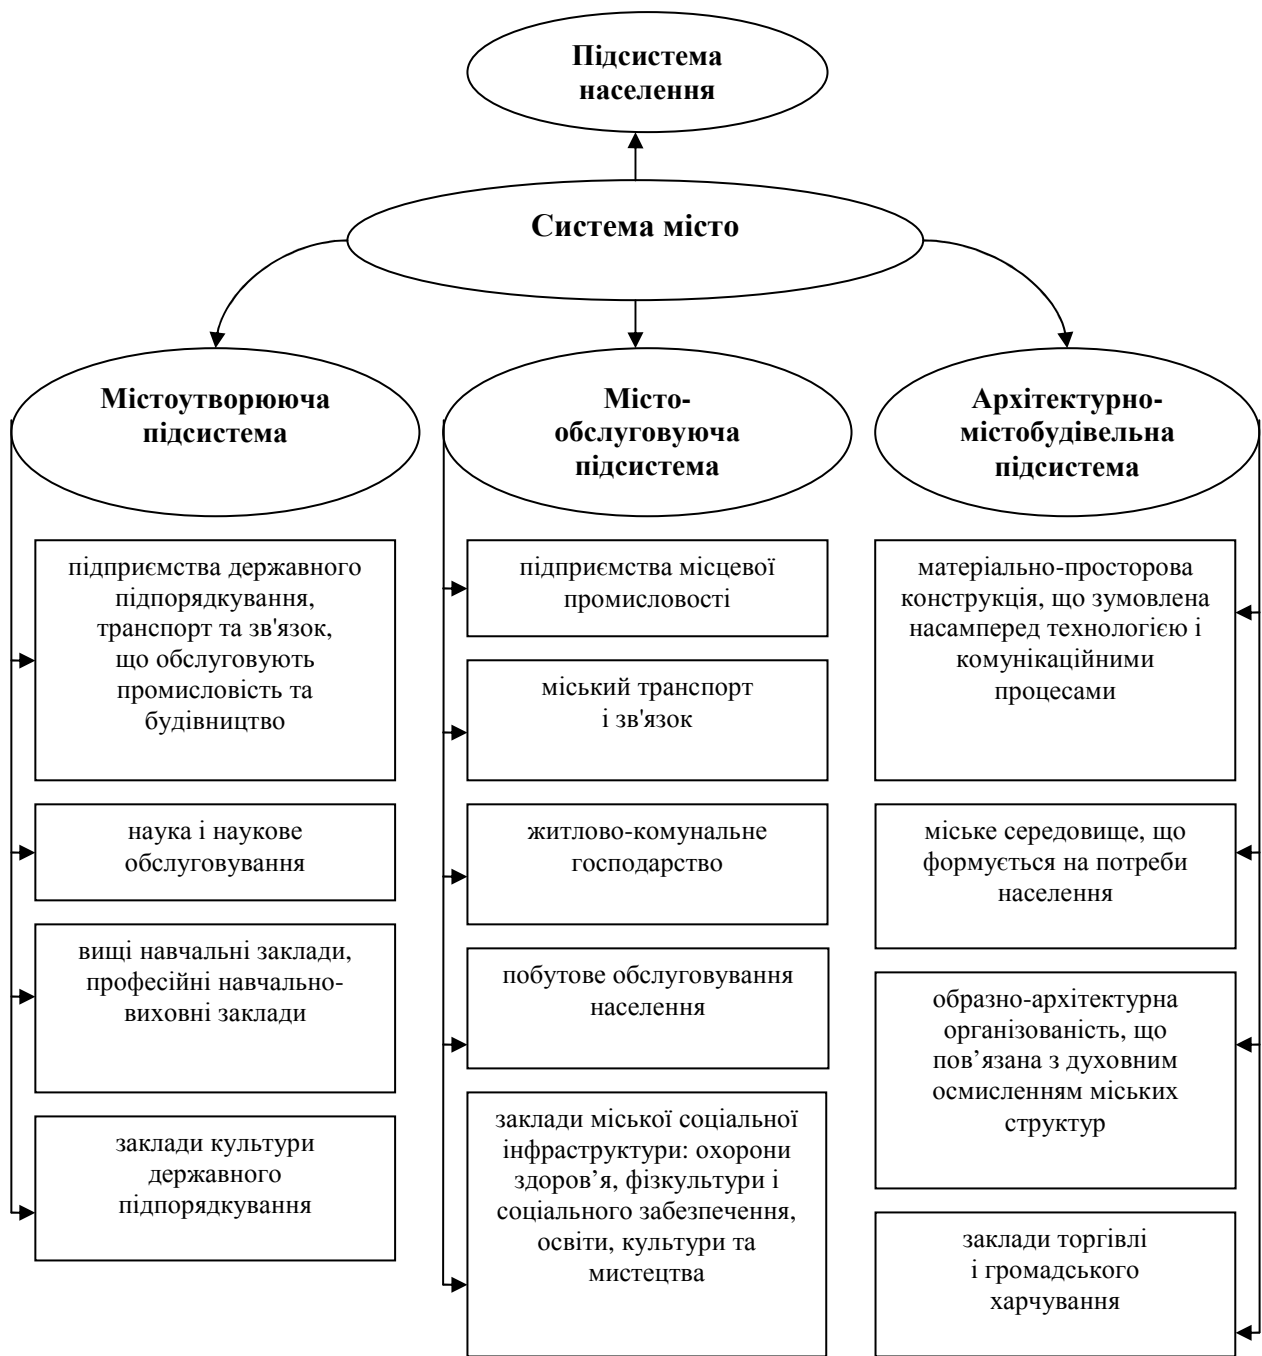 Підсистема
населення
Система місто
Містоутворююча
підсистема
підприємства державного
підпорядкування,
транспорт та зв'язок,
що обслуговують
промисловість та
будівництво
наука і наукове
обслуговування
вищі навчальні заклади,
професійні навчально-
виховні заклади
заклади культури
державного
підпорядкування
Місто-
обслуговуюча
підсистема
підприємства місцевої
промисловості
міський транспорт
і зв'язок
житлово-комунальне
господарство
побутове обслуговування
населення
заклади міської соціальної
інфраструктури: охорони
здоров’я, фізкультури і
соціального забезпечення,
освіти, культури та
мистецтва
Архітектурно-
містобудівельна
підсистема
матеріально-просторова
конструкція, що зумовлена
насамперед технологією і
комунікаційними
процесами
міське середовище, що
формується на потреби
населення
образно-архітектурна
організованість, що
пов’язана з духовним
осмисленням міських
структур
заклади торгівлі
і громадського
харчування